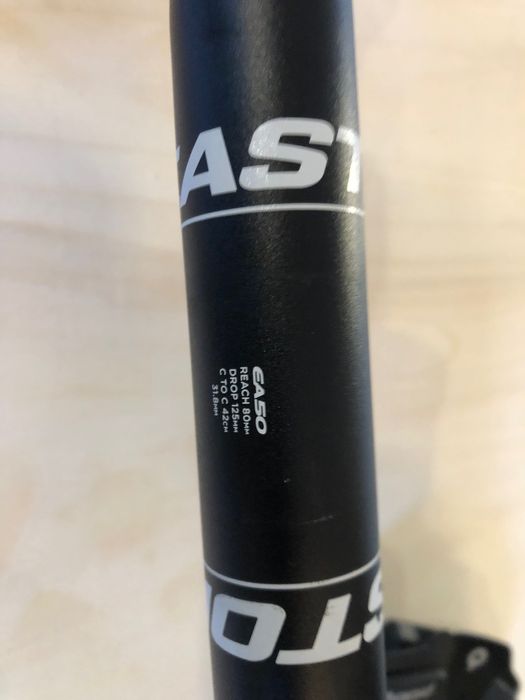 EAST
EA50
REACH 80MM
DROP 125MM
C TO C 42CM
31.8MM
STO